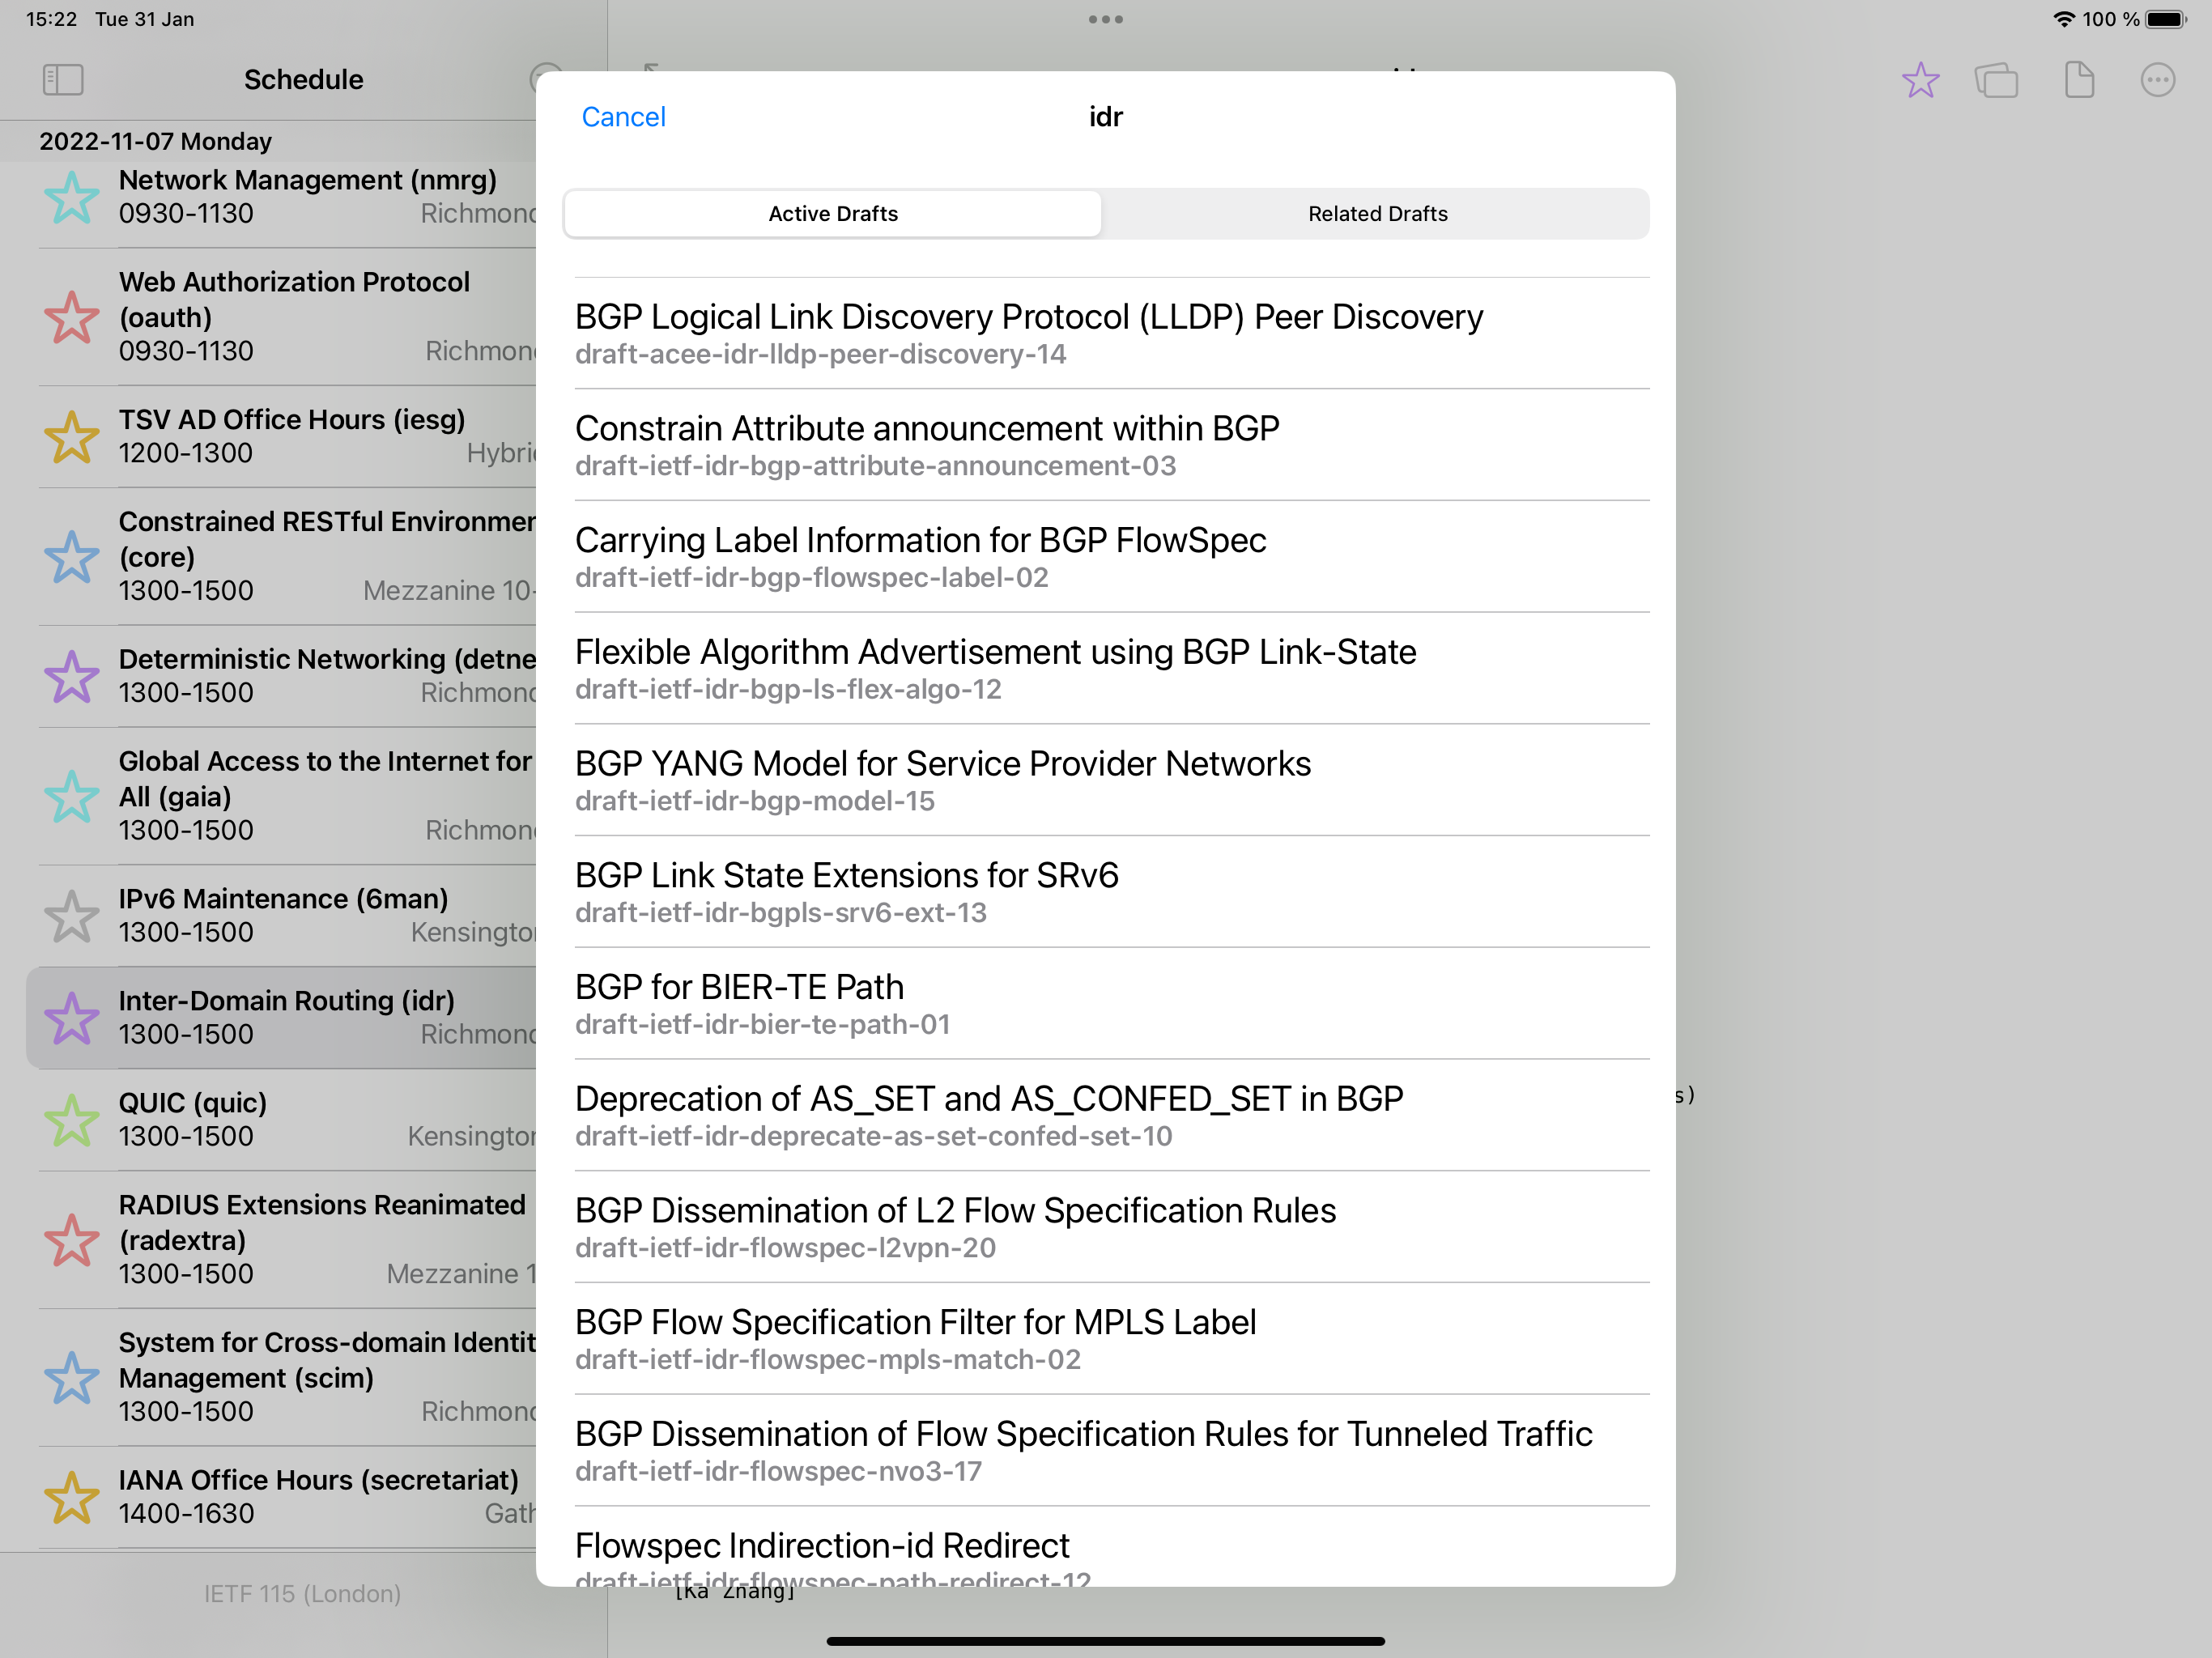 15:22 Tue 31 Jan
100 %
Schedule
2022-11-07 Monday
Network Management (nmrg)
0930-1130 Richmond
Web Authorization Protocol
(oauth)
0930-1130
TSV AD Office Hours (iesg)
1200-1300
Constrained RESTful
(core)
1300-1500 Mezzanine
Deterministic Networking
1300-1500 Richmond
Global Access to the Internet for
All (gaia)
1300-1500
IPv6 Maintenance (6man)
1300-1500
Inter-Domain Routing (idr)
1300-1500 Richmond
QUIC (quic)
1300-1500
RADIUS Extensions Reanimated
(radextra)
1300-1500 Mezzanine
System for Cross-domain
Management (scim)
1300-1500 Richmond
IANA Office Hours (secretariat)
1400-1630
IETF 115 (London)
Cancel
idr
Active Drafts
Related Drafts
BGP Logical Link Discovery Protocol (LLDP) Peer Discovery
draft-acee-idr-lldp-peer-discovery-14
Constrain Attribute announcement within BGP
draft-ietf-idr-bgp-attribute-announcement-03
Carrying Label Information for BGP FlowSpec
draft-ietf-idr-bgp-flowspec-label-02
Flexible Algorithm Advertisement using BGP Link-State
draft-ietf-idr-bgp-ls-flex-algo-12
BGP YANG Model for Service Provider Networks
draft-ietf-idr-bgp-model-15
BGP Link State Extensions for SRv6
draft-ietf-idr-bgpls-srv6-ext-13
BGP for BIER-TE Path
draft-ietf-idr-bier-te-path-01
Deprecation of AS_SET and AS_CONFED_SET in BGP
draft-ietf-idr-deprecate-as-set-confed-set-10
BGP Dissemination of L2 Flow Specification Rules
draft-ietf-idr-flowspec-l2vpn-20
BGP Flow Specification Filter for MPLS Label
draft-ietf-idr-flowspec-mpls-match-02
BGP Dissemination of Flow Specification Rules for Tunneled Traffic
draft-ietf-idr-flowspec-nvo3-17
Flowspec Indirection-id Redirect
draft-ietf-idr-flowspec-path-redirect-12
s)
[Ka Zhang]